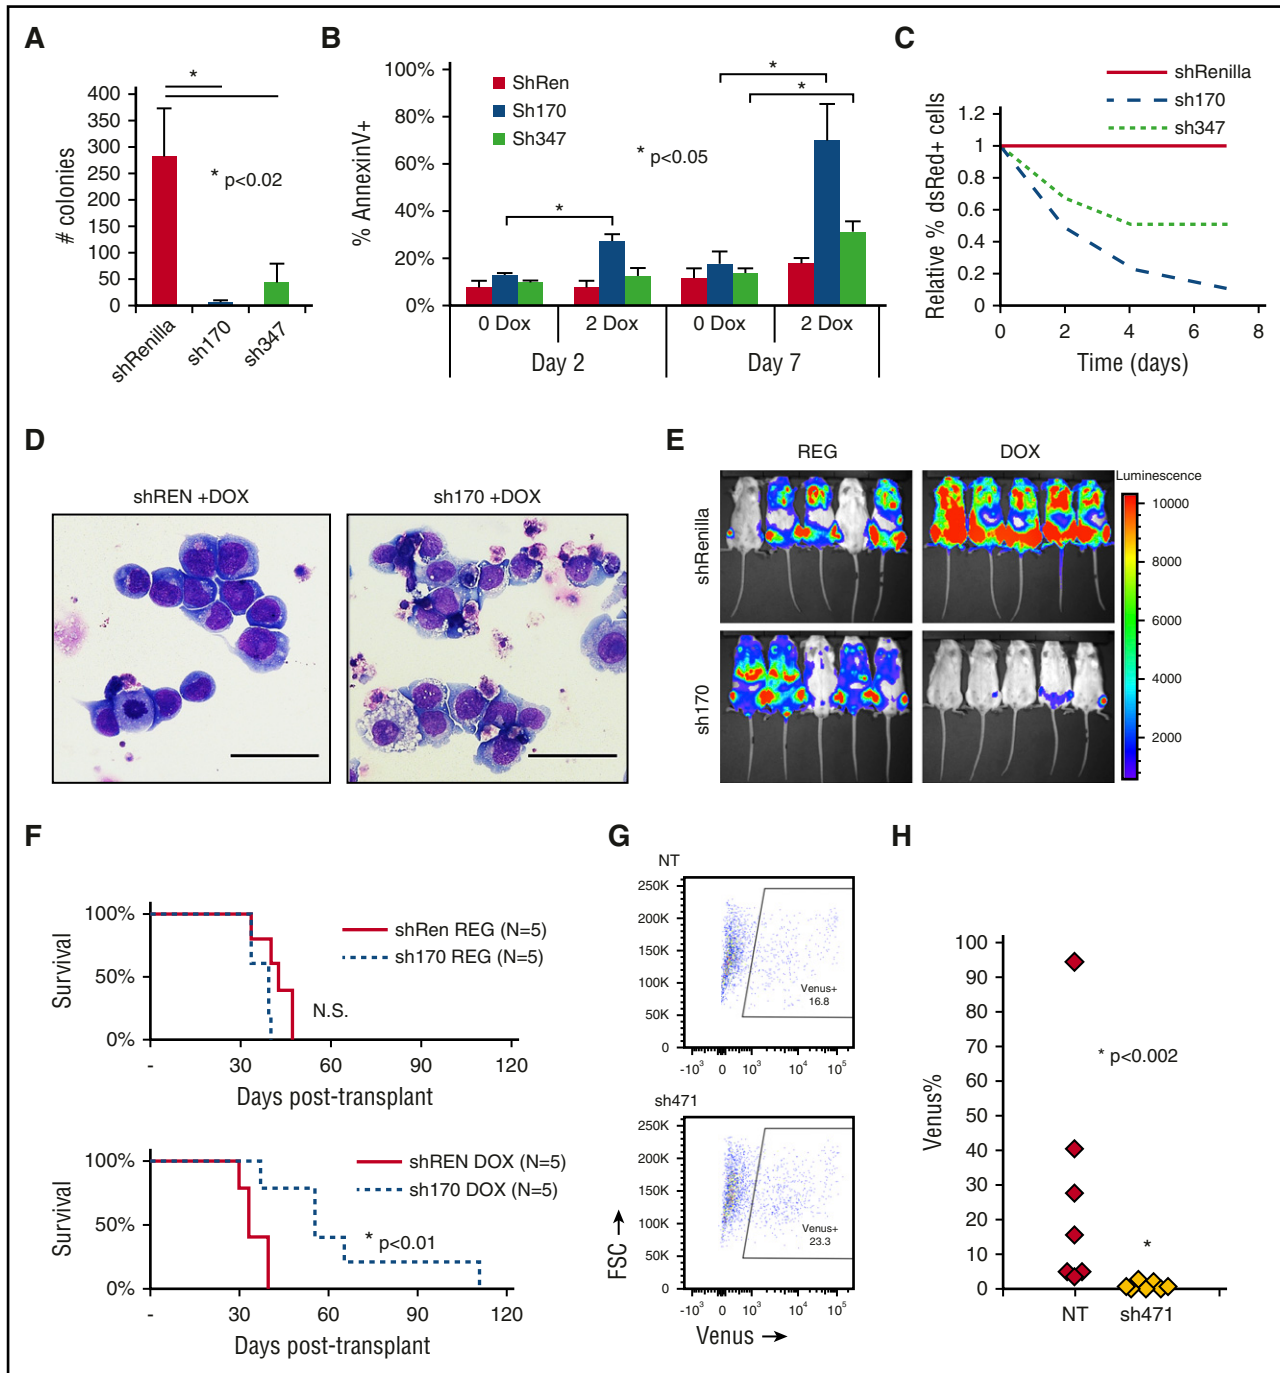 A
# colonies
400
350
300
250
200
150
100
50
0
*
* p<0.02
shRenilla
sh170
sh347
B
% AnnexinV+
100%
80%
60%
40%
20%
0%
ShRen
Sh170
Sh347
*
*
*
* p<0.05
0 Dox
2 Dox
0 Dox
2 Dox
Day 2
Day 7
C
shRenilla
sh170
sh347
Relative % dsRed+ cells
1.2
1
0.8
0.6
0.4
0.2
0
0
2
4
6
8
Time (days)
D
shREN +DOX
sh170 +DOX
E
REG
DOX
shRenilla
sh170
Luminescence
10000
8000
6000
4000
2000
F
Survival
100%
50%
0%
shRen REG (N=5)
sh170 REG (N=5)
N.S.
-
30
60
90
120
Days post-transplant
Survival
100%
50%
0%
shREN DOX (N=5)
sh170 DOX (N=5)
* p<0.01
-
30
60
90
120
Days post-transplant
G
NT
250K
200K
150K
100K
50K
0
Venus+
16.8
-10³
0
10³
10⁴
10⁵
sh471
250K
200K
150K
100K
50K
0
Venus+
23.3
-10³
0
10³
10⁴
10⁵
FSC →
Venus →
H
Venus%
100
90
80
70
60
50
40
30
20
10
0
* p<0.002
*
NT
sh471